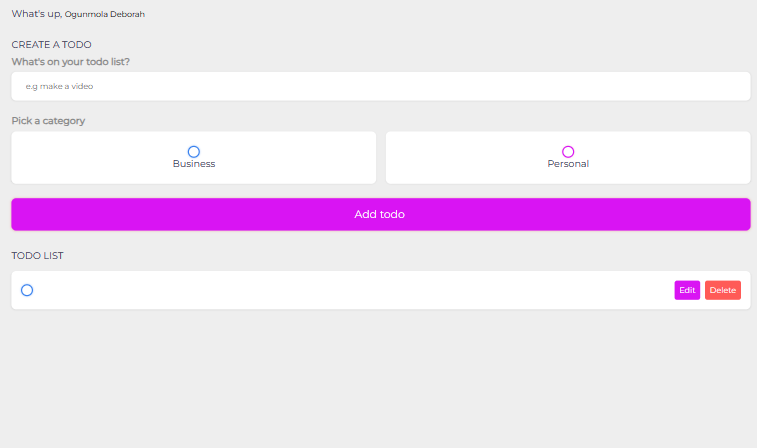 What's up, Ogunmola Deborah
CREATE A TODO
What's on your todo list?
e.g make a video
Pick a category
Business
Personal
Add todo
TODO LIST
Edit Delete